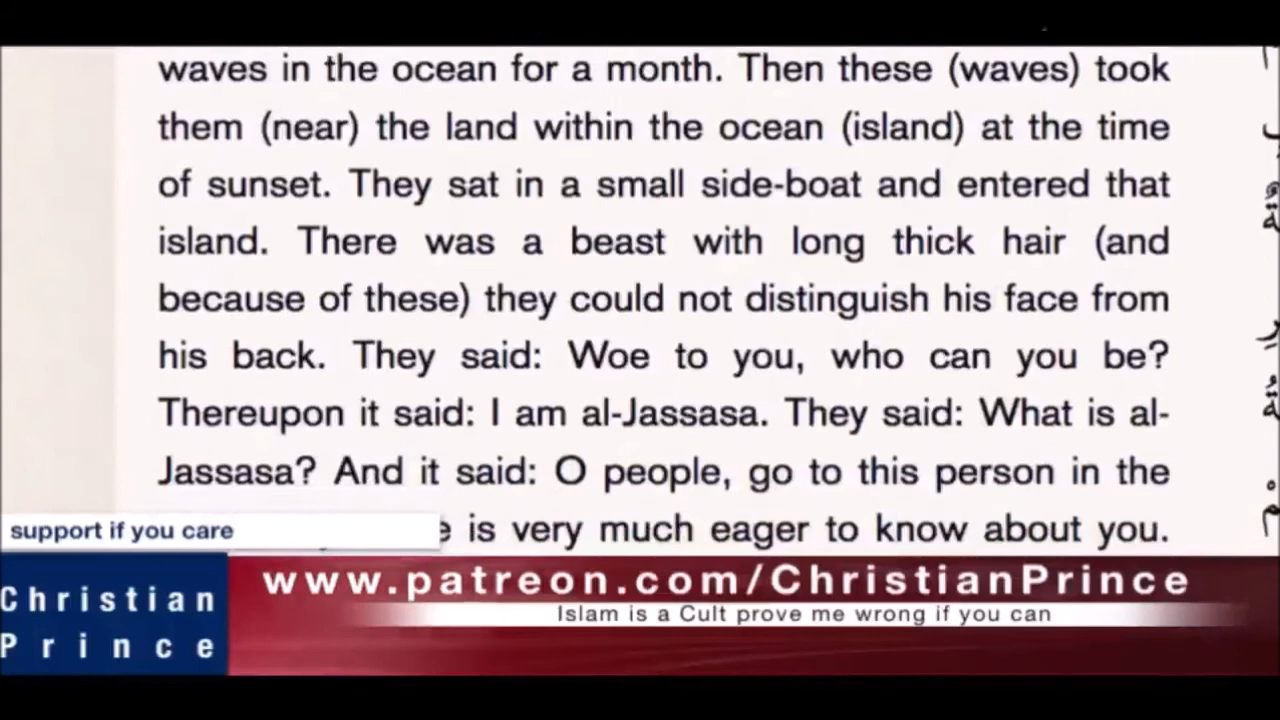 waves in the ocean for a month. Then these (waves) took
them (near) the land within the ocean (island) at the time
of sunset. They sat in a small side-boat and entered that
island. There was a beast with long thick hair (and
because of these) they could not distinguish his face from
his back. They said: Woe to you, who can you be?
Thereupon it said: I am al-Jassasa. They said: What is al-
Jassasa? And it said: O people, go to this person in the
is very much eager to know about you.
support if you care
Christian
Prince
www.patreon.com/ChristianPrince
Islam is a Cult prove me wrong if you can